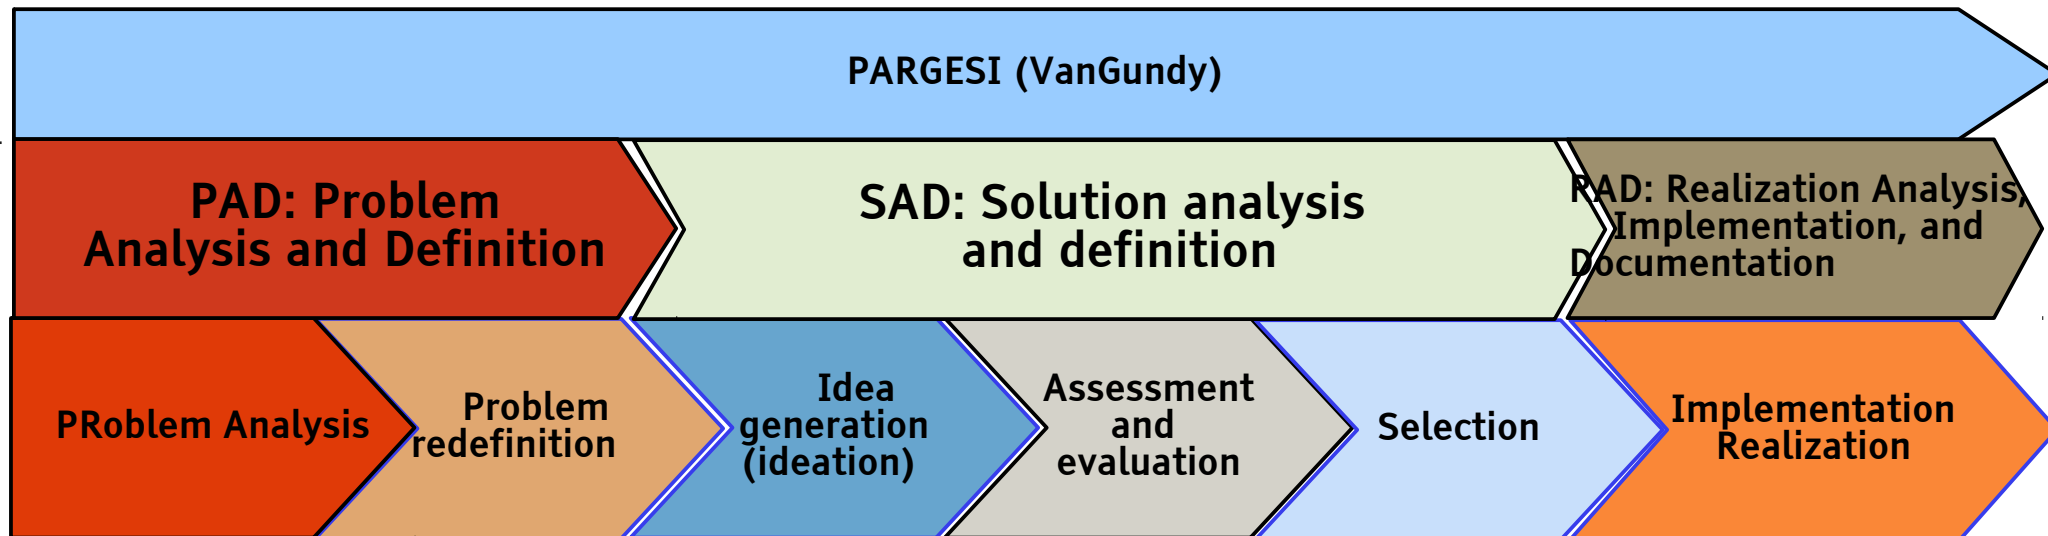 PARGESI (VanGundy)
PAD: Problem
Analysis and Definition
SAD: Solution analysis
and definition
RAD: Realization Analysis,
Implementation, and
Documentation
PRoblem Analysis
Problem
redefinition
Idea
generation
(ideation)
Assessment
and
evaluation
Selection
Implementation
Realization